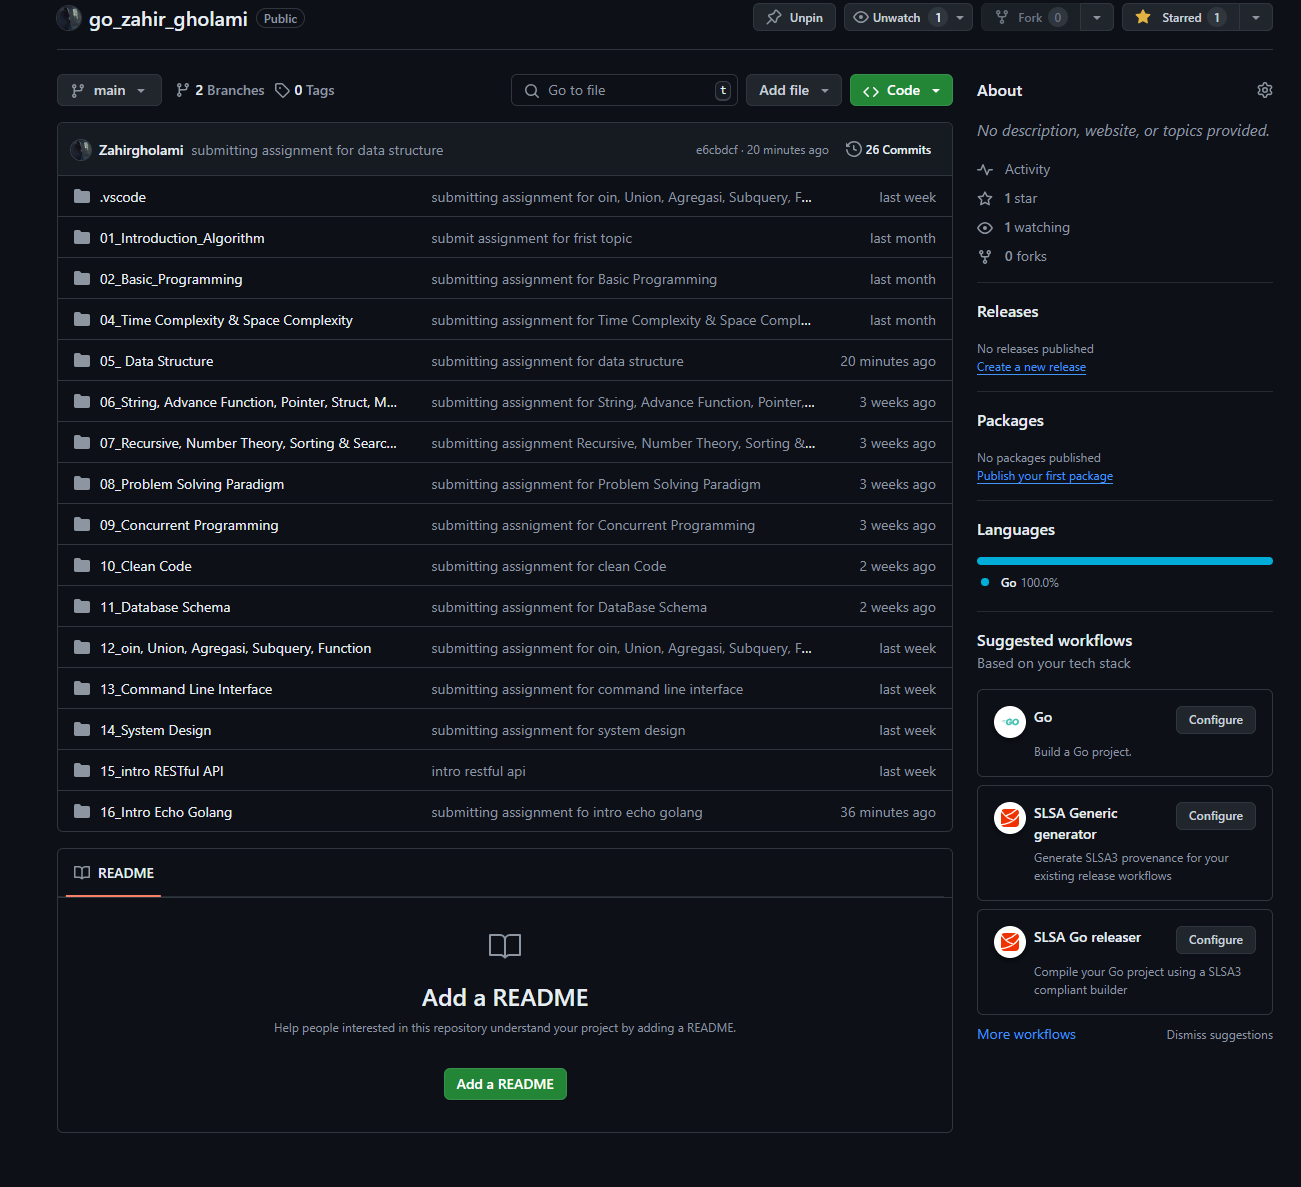 go_zahir_gholami Public Unpin Unwatch 1 Fork 0 Starred 1
main 2 Branches 0 Tags Go to file t Add file Code
Zahirgholami submitting assignment for data structure e6cbdcf · 20 minutes ago 26 Commits
.vscode submitting assignment for oin, Union, Agregasi, Subquery, F... last week
01_Introduction_Algorithm submit assignment for frist topic last month
02_Basic_Programming submitting assignment for Basic Programming last month
04_Time Complexity & Space Complexity submitting assignment for Time Complexity & Space Compl... last month
05_ Data Structure submitting assignment for data structure 20 minutes ago
06_String, Advance Function, Pointer, Struct, M... submitting assignment for String, Advance Function, Pointer,... 3 weeks ago
07_Recursive, Number Theory, Sorting & Searc... submitting assignment Recursive, Number Theory, Sorting &... 3 weeks ago
08_Problem Solving Paradigm submitting assignment for Problem Solving Paradigm 3 weeks ago
09_Concurrent Programming submitting assnigment for Concurrent Programming 3 weeks ago
10_Clean Code submitting assignment for clean Code 2 weeks ago
11_Database Schema submitting assignment for DataBase Schema 2 weeks ago
12_oin, Union, Agregasi, Subquery, Function submitting assignment for oin, Union, Agregasi, Subquery, F... last week
13_Command Line Interface submitting assignment for command line interface last week
14_System Design submitting assignment for system design last week
15_intro RESTful API intro restful api last week
16_Intro Echo Golang submitting assignment fo intro echo golang 36 minutes ago
README
Add a README
Help people interested in this repository understand your project by adding a README.
Add a README
About
No description, website, or topics provided.
Activity
1 star
1 watching
0 forks
Releases
No releases published
Create a new release
Packages
No packages published
Publish your first package
Languages
Go 100.0%
Suggested workflows
Based on your tech stack
GO Go Configure
Build a Go project.
SLSA Generic generator Configure
Generate SLSA3 provenance for your
existing release workflows
SLSA Go releaser Configure
Compile your Go project using a SLSA3
compliant builder
More workflows Dismiss suggestions